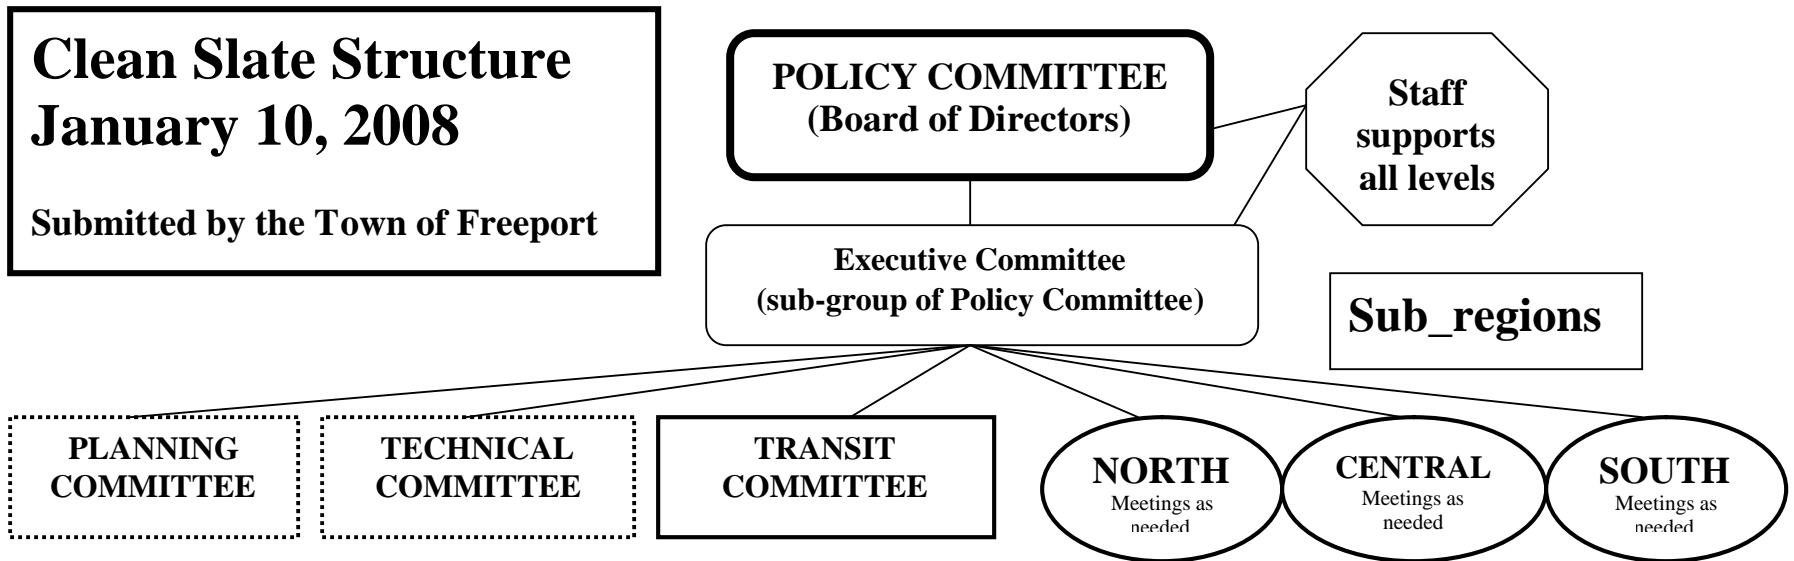 Clean Slate Structure
January 10, 2008
Submitted by the Town of Freeport
POLICY COMMITTEE
(Board of Directors)
Staff
supports
all levels
Executive Committee
(sub-group of Policy Committee)
Sub_regions
PLANNING
COMMITTEE
TECHNICAL
COMMITTEE
TRANSIT
COMMITTEE
NORTH
Meetings as
needed
CENTRAL
Meetings as
needed
SOUTH
Meetings as
needed